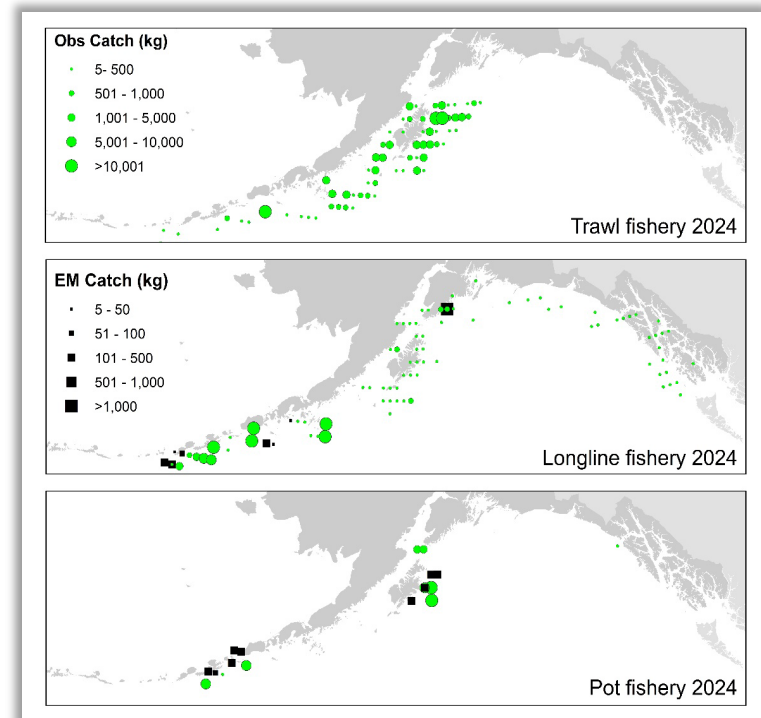 Obs Catch (kg)
5- 500
501 - 1,000
1,001 - 5,000
5,001 - 10,000
>10,001
Trawl fishery 2024
EM Catch (kg)
5 - 50
51 - 100
101 - 500
501 - 1,000
>1,000
Longline fishery 2024
Pot fishery 2024